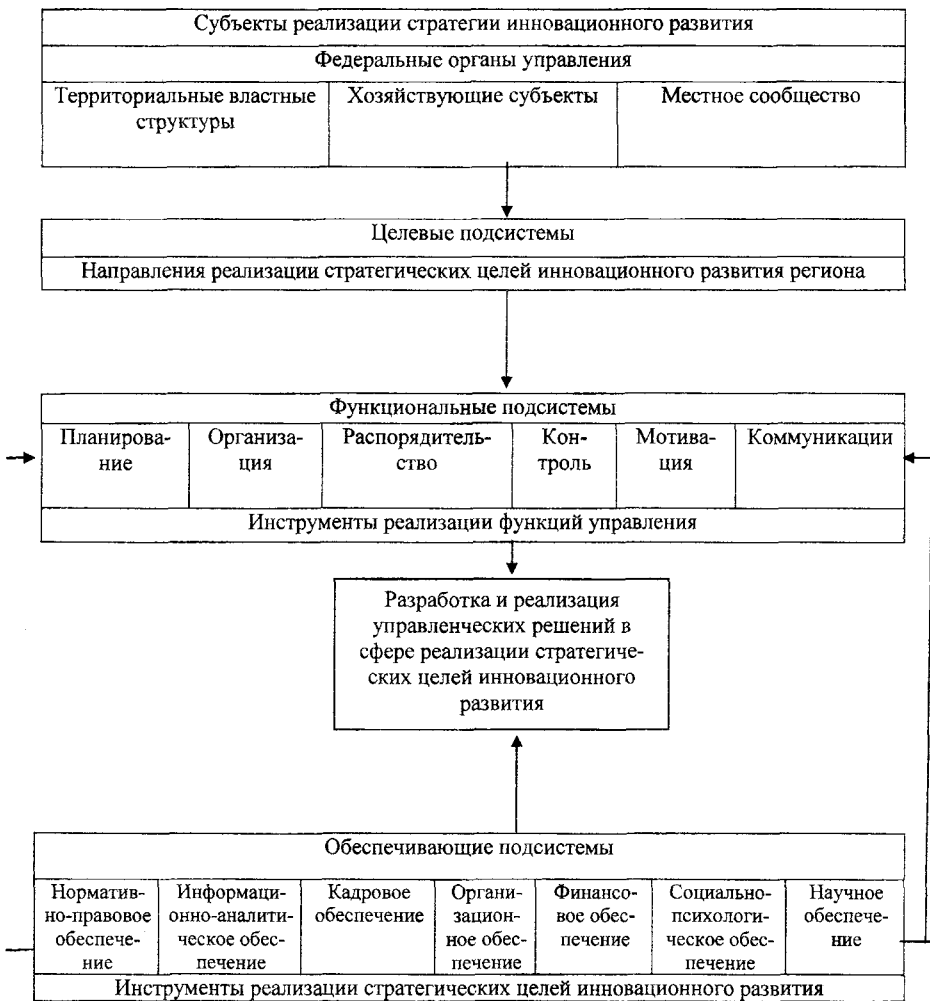 Субъекты реализации стратегии инновационного развития
Федеральные органы управления
Территориальные властные
структуры
Хозяйствующие субъекты
Местное сообщество
Целевые подсистемы
Направления реализации стратегических целей инновационного развития региона
Функциональные подсистемы
Планирова-
ние
Организа-
ция
Распорядитель-
ство
Кон-
троль
Мотива-
ция
Коммуникации
Инструменты реализации функций управления
Разработка и реализация
управленческих решений в
сфере реализации стратегиче-
ских целей инновационного
развития
Обеспечивающие подсистемы
Норматив-
но-правовое
обеспече-
ние
Информаци-
онно-аналити-
ческое обес-
печение
Кадровое
обеспечение
Органи-
зацион-
ное обес-
печение
Финансо-
вое обес-
печение
Социально-
психологи-
ческое обес-
печение
Научное
обеспече-
ние
Инструменты реализации стратегических целей инновационного развития